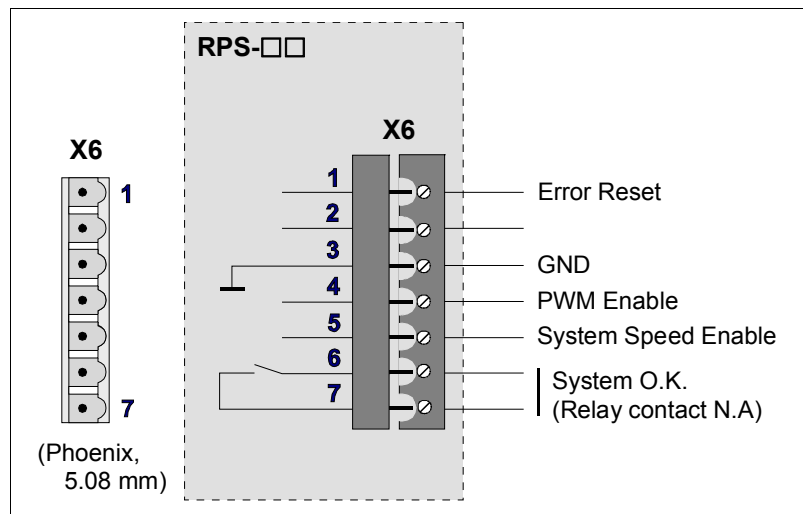 RPS-□□
X6
1
7
(Phoenix,
5.08 mm)
X6
1
2
3
4
5
6
7
Error Reset
GND
PWM Enable
System Speed Enable
System O.K.
(Relay contact N.A)